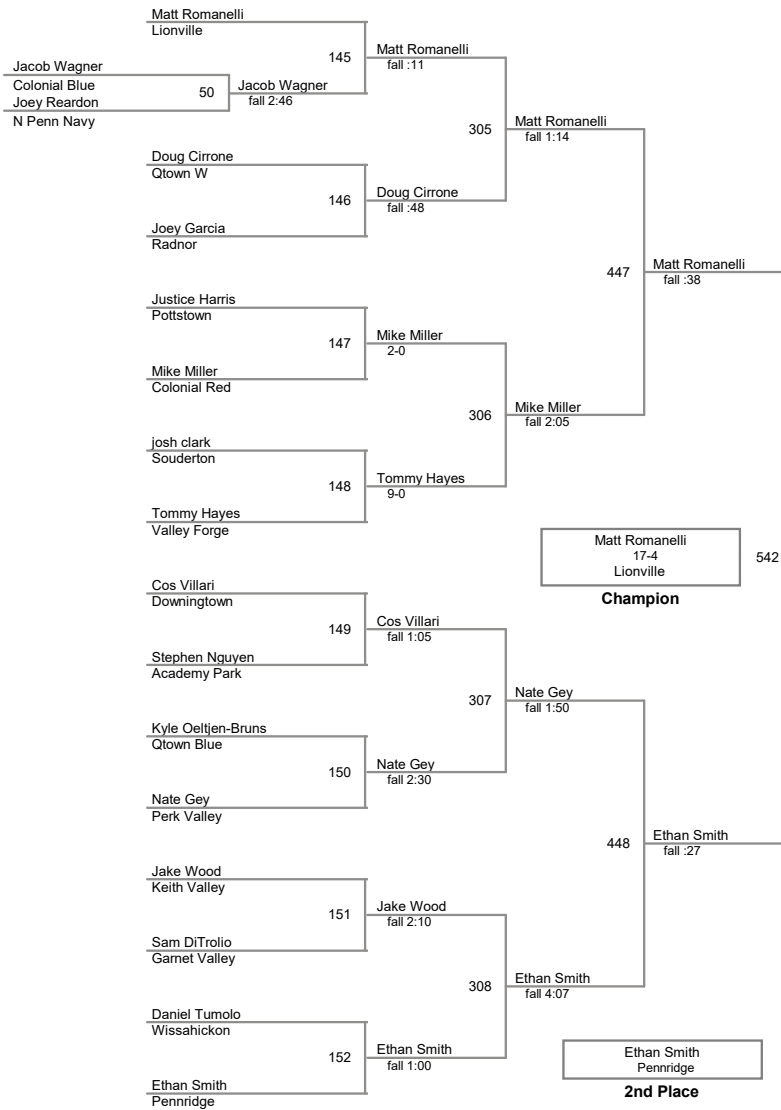 Matt Romanelli
Lionville
145
Matt Romanelli
fall :11
Jacob Wagner
Colonial Blue
50
Jacob Wagner
fall 2:46
Joey Reardon
N Penn Navy
305
Matt Romanelli
fall 1:14
Doug Cirrone
Qtown W
146
Doug Cirrone
fall :48
Joey Garcia
Radnor
447
Matt Romanelli
fall :38
Justice Harris
Pottstown
147
Mike Miller
2-0
Mike Miller
Colonial Red
306
Mike Miller
fall 2:05
josh clark
Souderton
148
Tommy Hayes
9-0
Tommy Hayes
Valley Forge
Matt Romanelli
17-4
Lionville
542
Champion
Cos Villari
Downingtown
149
Cos Villari
fall 1:05
Stephen Nguyen
Academy Park
307
Nate Gey
fall 1:50
Kyle Oeltjen-Bruns
Qtown Blue
150
Nate Gey
fall 2:30
Nate Gey
Perk Valley
448
Ethan Smith
fall :27
Jake Wood
Keith Valley
151
Jake Wood
fall 2:10
Sam DiTrolio
Garnet Valley
308
Ethan Smith
fall 4:07
Daniel Tumolo
Wissahickon
152
Ethan Smith
fall 1:00
Ethan Smith
Pennridge
Ethan Smith
Pennridge
2nd Place